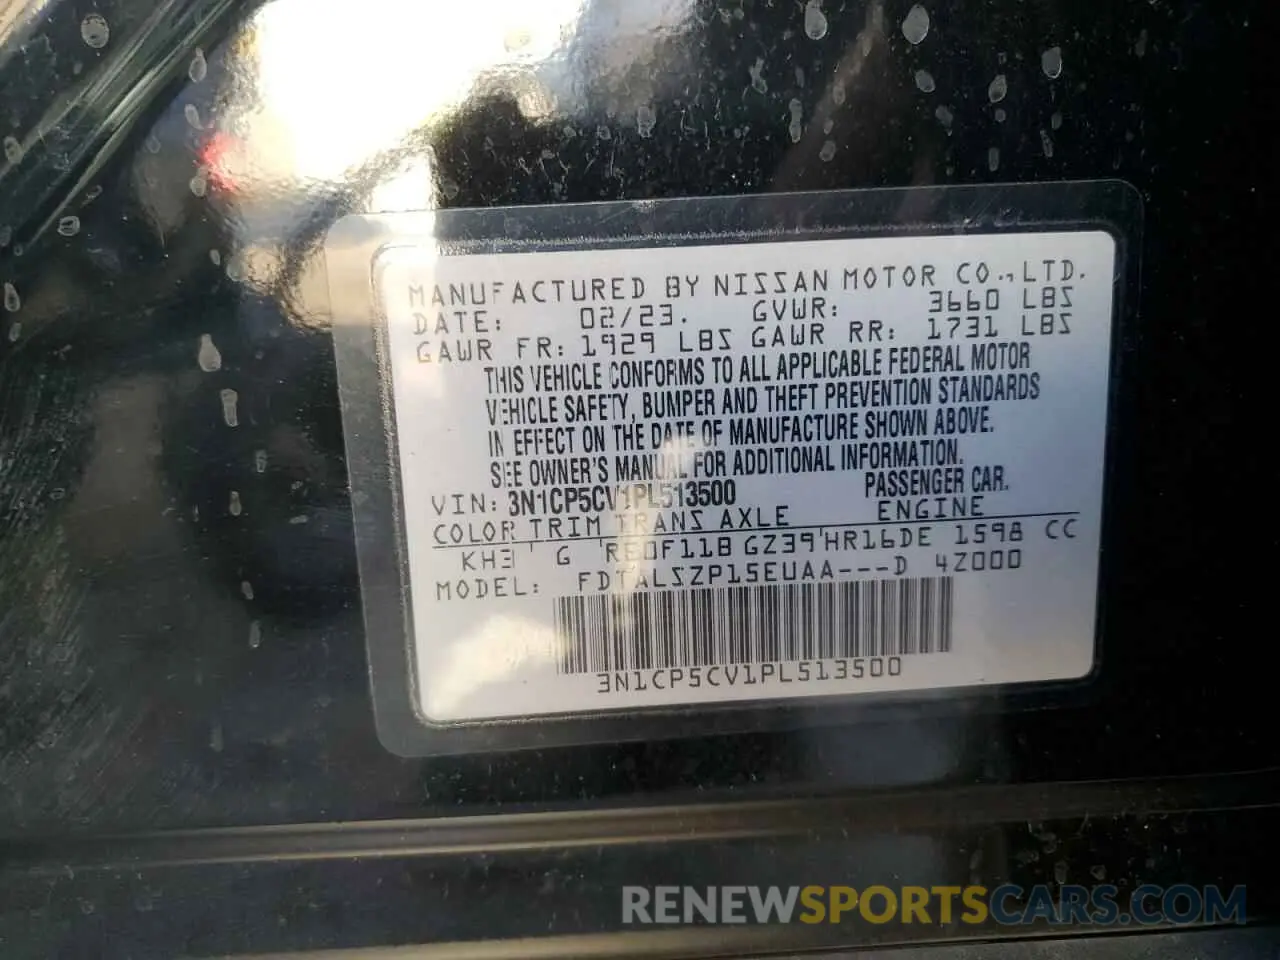 MANUFACTURED BY NISSAN MOTOR CO.,LTD.
DATE: 02/23. GVWR: 3660 LBS
GAWR FR: 1929 LBS GAWR RR: 1731 LBS
THIS VEHICLE CONFORMS TO ALL APPLICABLE FEDERAL MOTOR
VEHICLE SAFETY, BUMPER AND THEFT PREVENTION STANDARDS
IN EFFECT ON THE DATE OF MANUFACTURE SHOWN ABOVE.
SEE OWNER'S MANUAL FOR ADDITIONAL INFORMATION.
VIN: 3N1CP5CV1PL513500 PASSENGER CAR.
COLOR TRIM TRANS AXLE ENGINE
KH3 G RE0F11B GZ39 HR16DE 1598 CC
MODEL: FDTALSZP15EUAA---D 4Z000
3N1CP5CV1PL513500
RENEWSPORTSCARS.COM